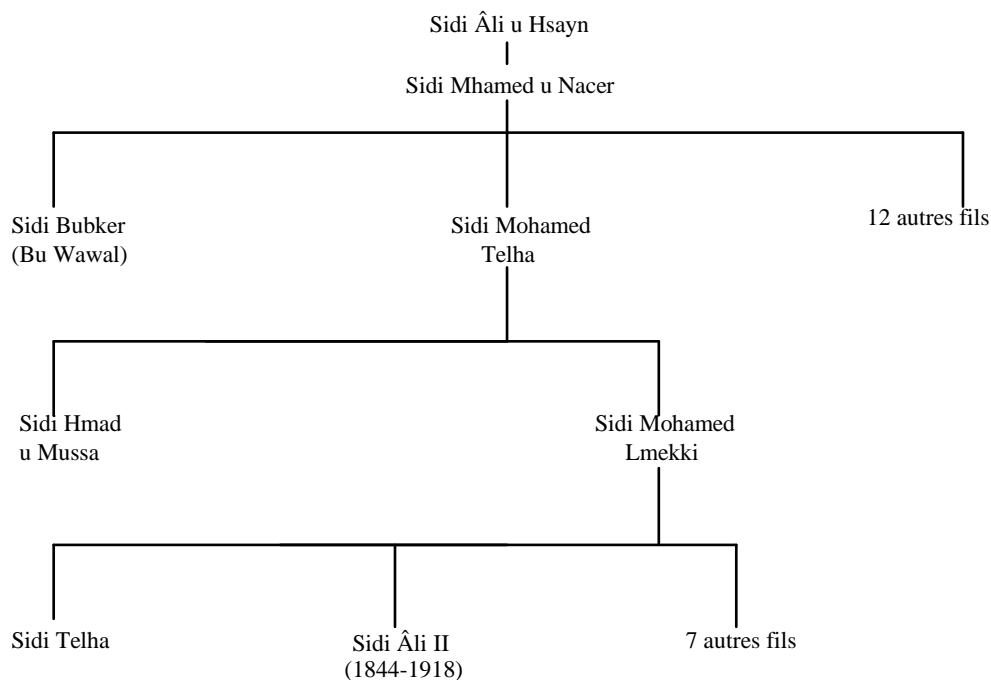 Sidi Âli u Hsayn
Sidi Mhamed u Nacer
Sidi Bubker
(Bu Wawal)
Sidi Mohamed
Telha
12 autres fils
Sidi Hmad
u Mussa
Sidi Mohamed
Lmekki
Sidi Telha
Sidi Âli II
(1844-1918)
7 autres fils